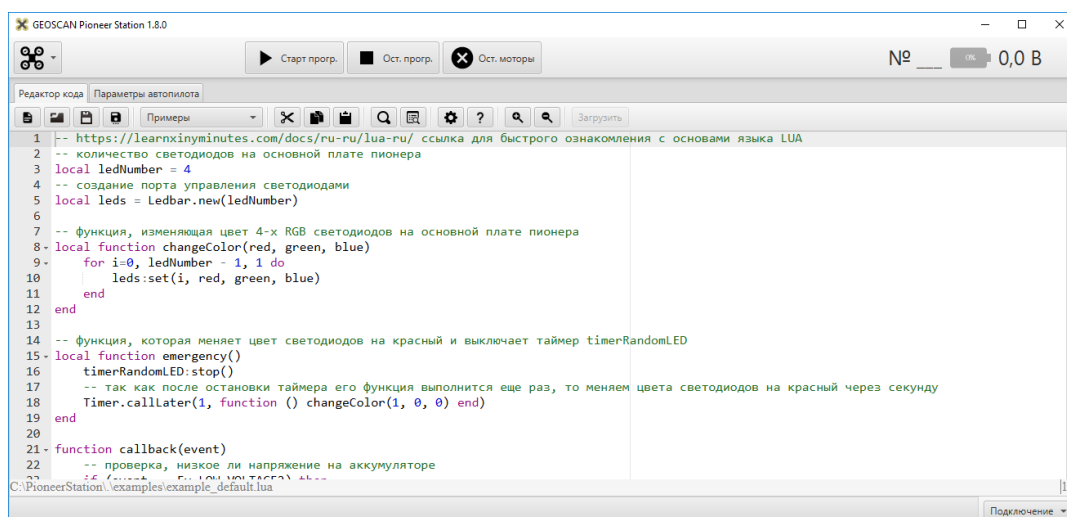 GEOSCAN Pioneer Station 1.8.0
Старт прогр. Ост. прогр. Ост. моторы № ___ 0% 0,0 В
Редактор кода Параметры автопилота
Примеры Загрузить
1 -- https://learnxinyminutes.com/docs/ru-ru/lua-ru/ ссылка для быстрого ознакомления с основами языка LUA
2 -- количество светодиодов на основной плате пионера
3 local ledNumber = 4
4 -- создание порта управления светодиодами
5 local leds = Ledbar.new(ledNumber)
6
7 -- функция, изменяющая цвет 4-х RGB светодиодов на основной плате пионера
8 local function changeColor(red, green, blue)
9 for i=0, ledNumber - 1, 1 do
10 leds:set(i, red, green, blue)
11 end
12 end
13
14 -- функция, которая меняет цвет светодиодов на красный и выключает таймер timerRandomLED
15 local function emergency()
16 timerRandomLED:stop()
17 -- так как после остановки таймера его функция выполнится еще раз, то меняем цвета светодиодов на красный через секунду
18 Timer.callLater(1, function () changeColor(1, 0, 0) end)
19 end
20
21 function callback(event)
22 -- проверка, низкое ли напряжение на аккумуляторе
C:\PioneerStation\.\examples\example_default.lua
Подключение